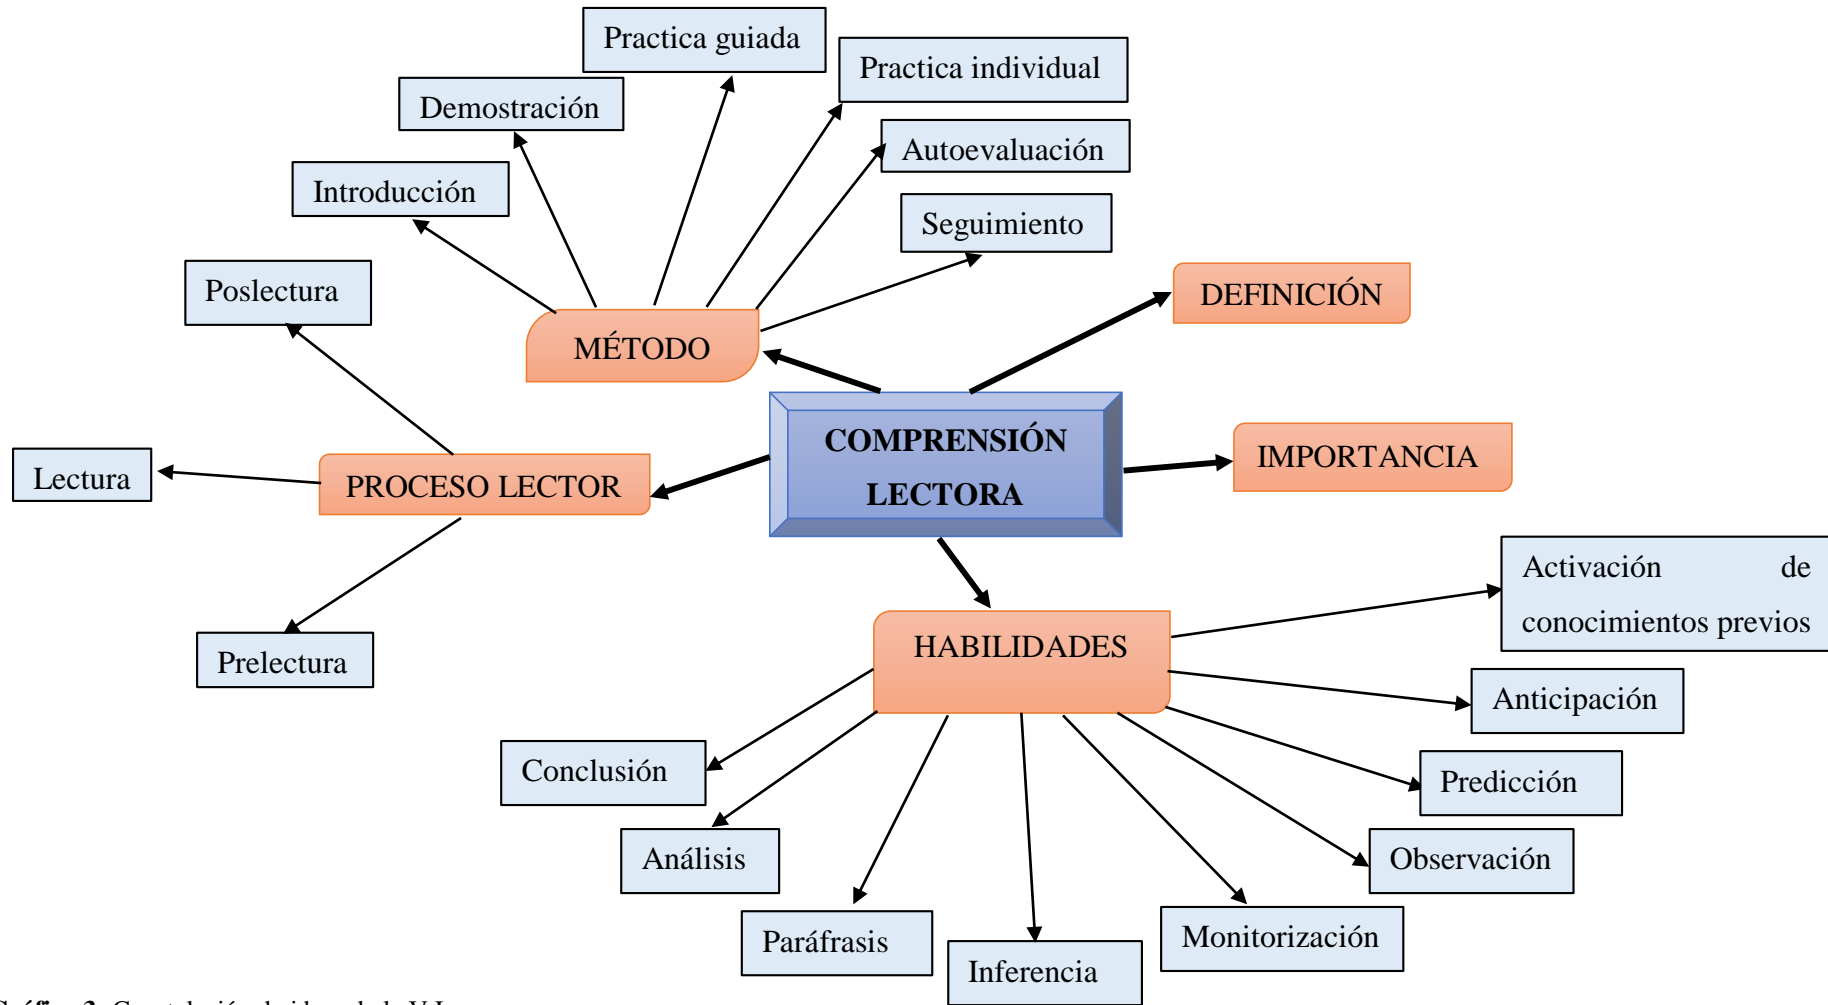 Practica guiada
Practica individual
Demostración
Autoevaluación
Introducción
Seguimiento
Poslectura
DEFINICIÓN
MÉTODO
COMPRENSIÓN
LECTORA
IMPORTANCIA
Lectura
PROCESO LECTOR
Activación de
conocimientos previos
HABILIDADES
Prelectura
Anticipación
Conclusión
Predicción
Análisis
Observación
Paráfrasis
Monitorización
Inferencia